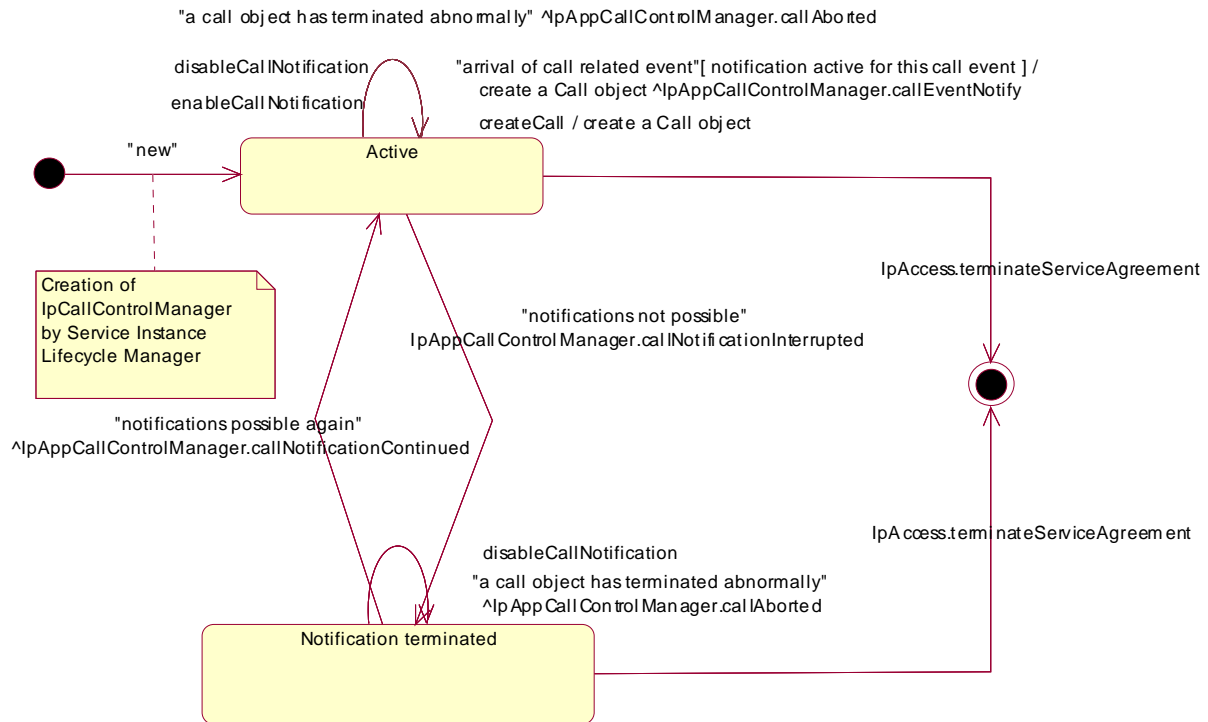 "a call object has terminated abnormally" ^IpAppCallControlManager.callAborted
disableCallNotification
"arrival of call related event"[ notification active for this call event ] /
enableCallNotification
create a Call object ^IpAppCallControlManager.callEventNotify
createCall / create a Call object
"new"
Active
IpAccess.terminateServiceAgreement
Creation of
IpCallControlManager
by Service Instance
Lifecycle Manager
"notifications not possible"
IpAppCallControlManager.callNotificationInterrupted
"notifications possible again"
^IpAppCallControlManager.callNotificationContinued
IpAccess.terminateServiceAgreement
disableCallNotification
"a call object has terminated abnormally"
^IpAppCallControlManager.callAborted
Notification terminated